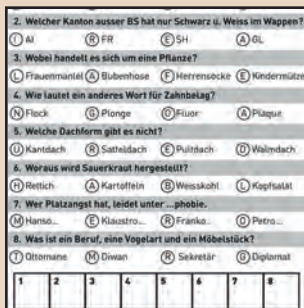 2. Welcher Kanton ausser BS hat nur Schwarz u. Weiss im Wappen?
I AI R FR E SH A GL
3. Wobei handelt es sich um eine Pflanze?
L Frauenmantel A Bubenhose F Herrensocke E Kindermütze
4. Wie lautet ein anderes Wort für Zahnbelag?
N Flock G Plonge O Fluor A Plaque
5. Welche Dachform gibt es nicht?
U Kantdach R Satteldach E Pultdach O Walmdach
6. Woraus wird Sauerkraut hergestellt?
H Rettich A Kartoffeln B Weisskohl L Kopfsalat
7. Wer Platzangst hat, leidet unter ...phobie.
M Hanso... E Klaustro... R Franko... O Petro...
8. Was ist ein Beruf, eine Vogelart und ein Möbelstück?
T Ottomane M Diwan R Sekretär G Diplomat
1 2 3 4 5 6 7 8